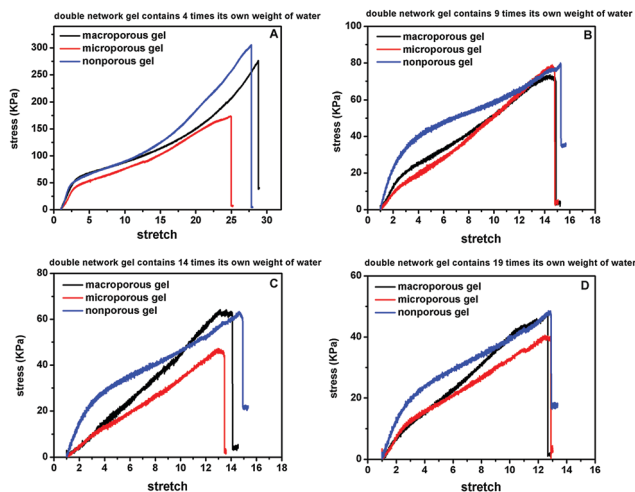 double network gel contains 4 times its own weight of water
A
macroporous gel
microporous gel
nonporous gel
stress (KPa)
300
250
200
150
100
50
0
0 5 10 15 20 25 30
stretch
double network gel contains 9 times its own weight of water
B
macroporous gel
microporous gel
nonporous gel
stress (KPa)
100
80
60
40
20
0
0 2 4 6 8 10 12 14 16 18
stretch
double network gel contains 14 times its own weight of water
C
macroporous gel
microporous gel
nonporous gel
stress (KPa)
80
60
40
20
0
0 2 4 6 8 10 12 14 16 18
stretch
double network gel contains 19 times its own weight of water
D
macroporous gel
microporous gel
nonporous gel
stress (KPa)
60
40
20
0
0 2 4 6 8 10 12 14 16
stretch